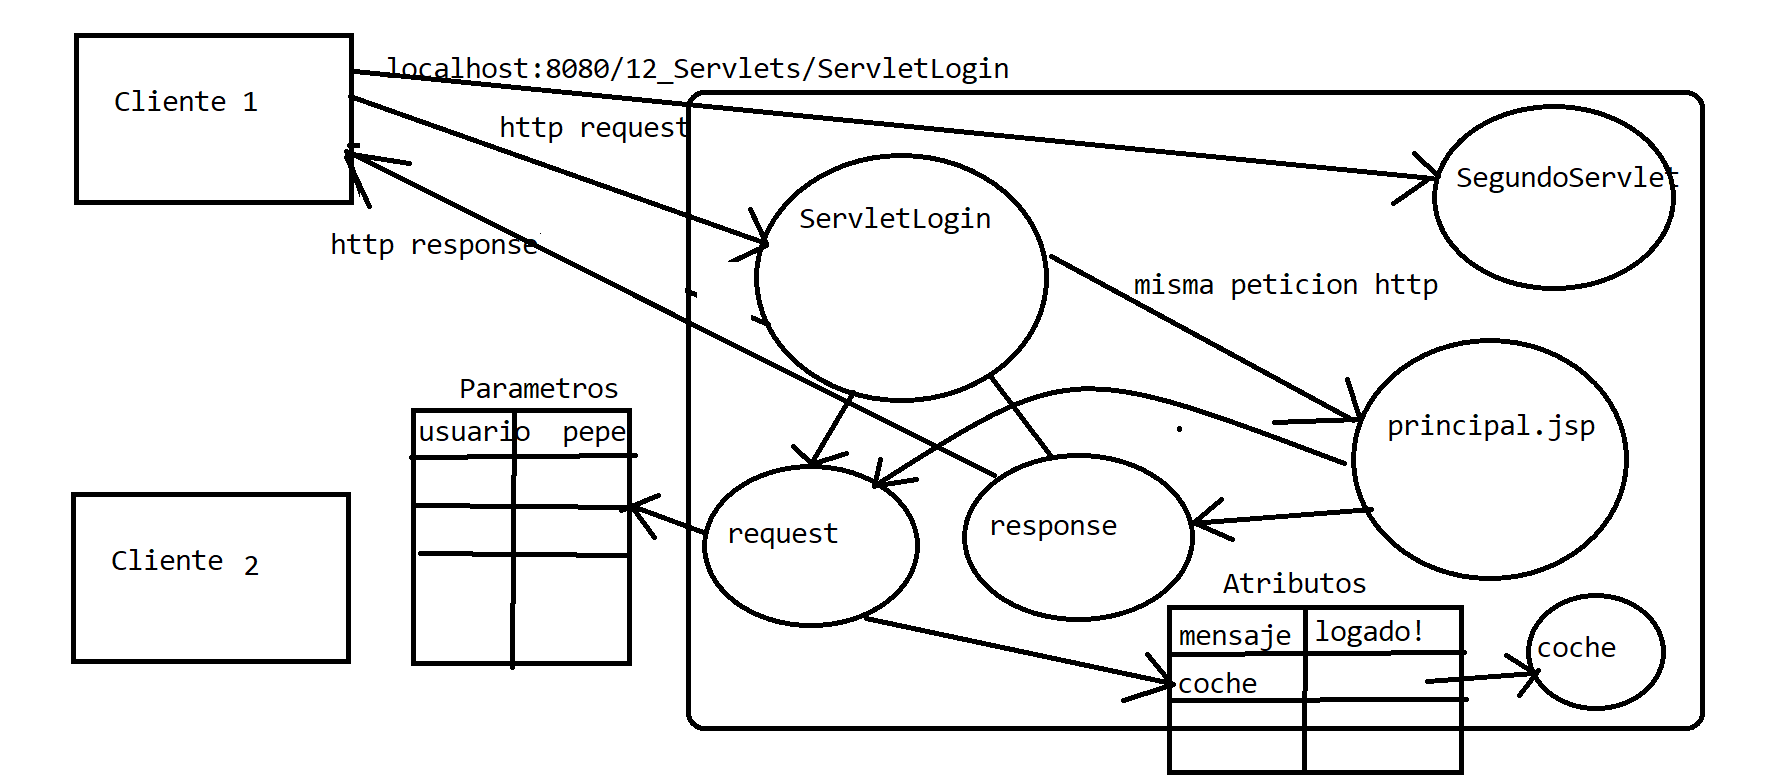 localhost:8080/12_Servlets/ServletLogin
Cliente 1
http request
SegundoServlet
ServletLogin
http response
misma peticion http
Parametros
usuario pepe
principal.jsp
request
response
Cliente 2
Atributos
mensaje logado!
coche
coche